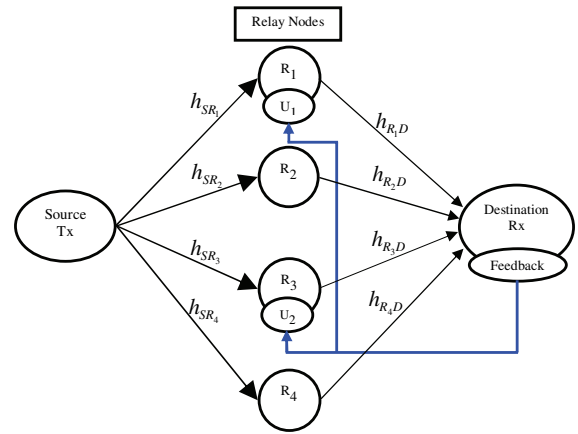 Relay Nodes
R1
U1
hSR1
hR1D
hSR2
R2
hR2D
Source
Tx
Destination
Rx
hSR3
R3
hR3D
Feedback
U2
hSR4
hR4D
R4